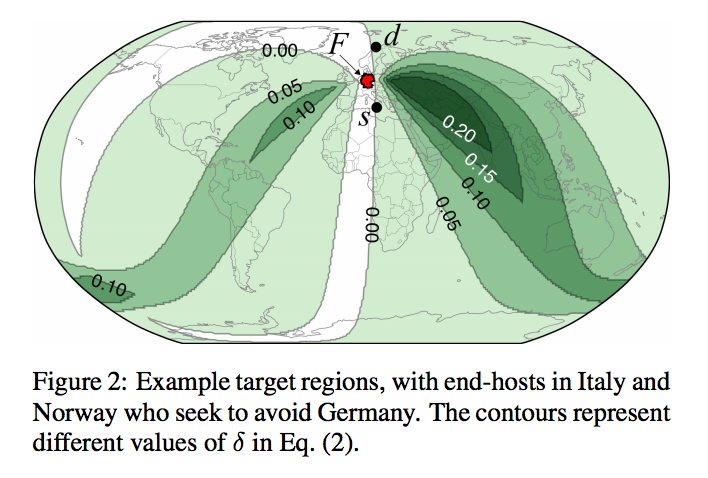 0.00
F
d
0.05
0.10
s
0.20
0.15
0.10
0.05
0.00
0.10
Figure 2: Example target regions, with end-hosts in Italy and
Norway who seek to avoid Germany. The contours represent
different values of δ in Eq. (2).